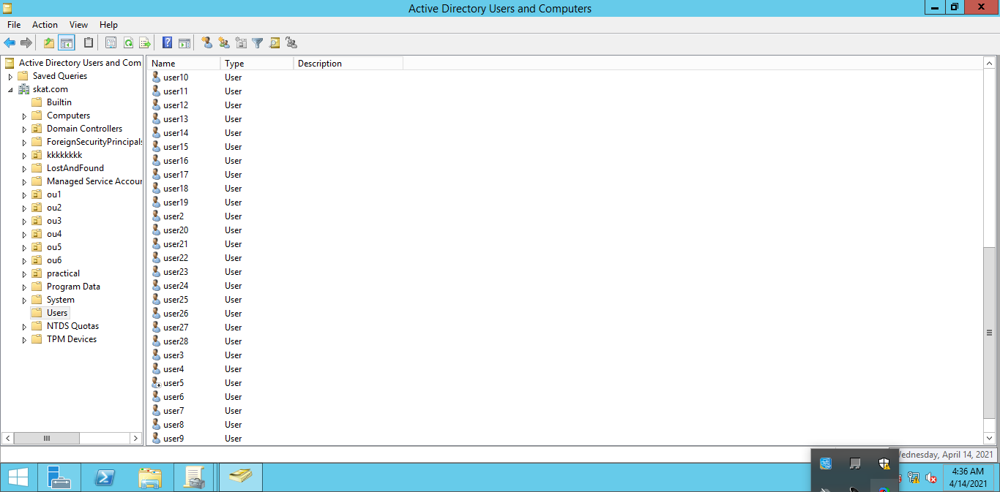 Active Directory Users and Computers
File Action View Help
Active Directory Users and Com
Saved Queries
skat.com
Builtin
Computers
Domain Controllers
ForeignSecurityPrincipals
kkkkkkkk
LostAndFound
Managed Service Accour
ou1
ou2
ou3
ou4
ou5
ou6
practical
Program Data
System
Users
NTDS Quotas
TPM Devices
Name Type Description
user10 User
user11 User
user12 User
user13 User
user14 User
user15 User
user16 User
user17 User
user18 User
user19 User
user2 User
user20 User
user21 User
user22 User
user23 User
user24 User
user25 User
user26 User
user27 User
user28 User
user3 User
user4 User
user5 User
user6 User
user7 User
user8 User
user9 User
Wednesday, April 14, 2021
4:36 AM
4/14/2021